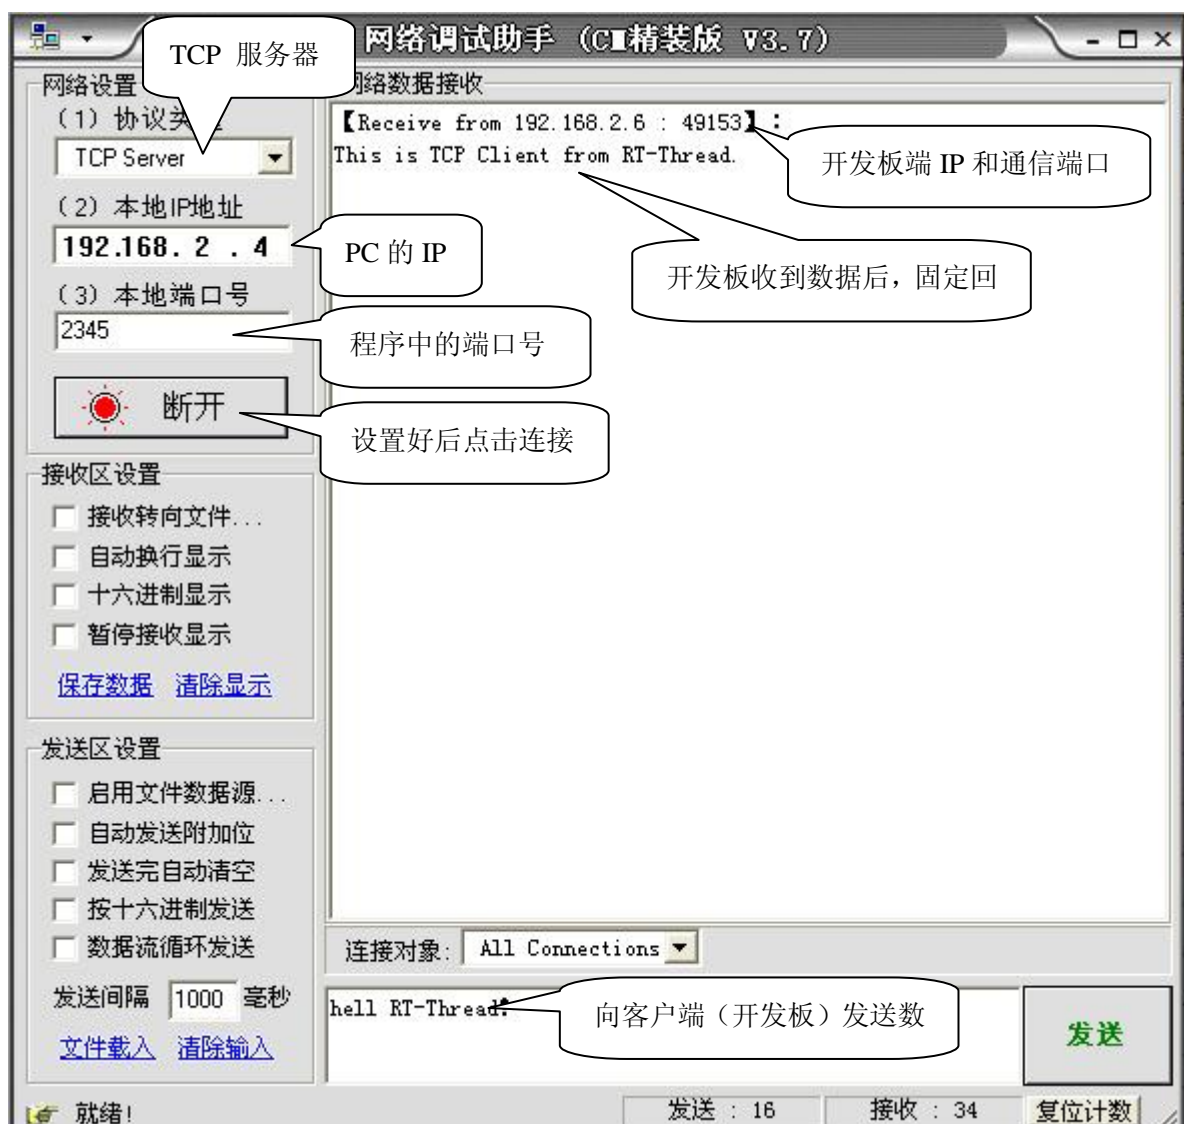 网络调试助手 (CⅢ精装版 V3.7)
TCP 服务器
网络设置
(1) 协议类型
TCP Server
(2) 本地IP地址
192.168. 2 . 4
PC 的 IP
(3) 本地端口号
2345
程序中的端口号
断开
设置好后点击连接
接收区设置
接收转向文件...
自动换行显示
十六进制显示
暂停接收显示
保存数据 清除显示
发送区设置
启用文件数据源...
自动发送附加位
发送完自动清空
按十六进制发送
数据流循环发送
发送间隔 1000 毫秒
文件载入 清除输入
网络数据接收
【Receive from 192.168.2.6 : 49153】:
This is TCP Client from RT-Thread.
开发板端 IP 和通信端口
开发板收到数据后，固定回
连接对象: All Connections
hell RT-Thread!
向客户端（开发板）发送数
发送
就绪!
发送 : 16
接收 : 34
复位计数